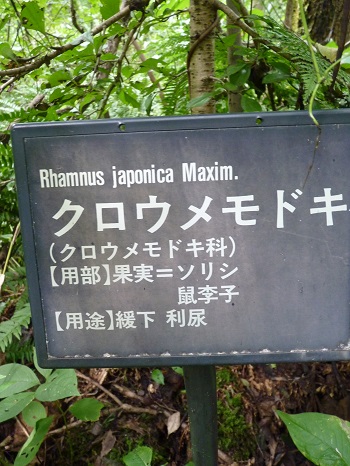 Rhamnus japonica Maxim.
クロウメモドキ
(クロウメモドキ科)
【用部】果実=ソリシ
鼠李子
【用途】緩下 利尿